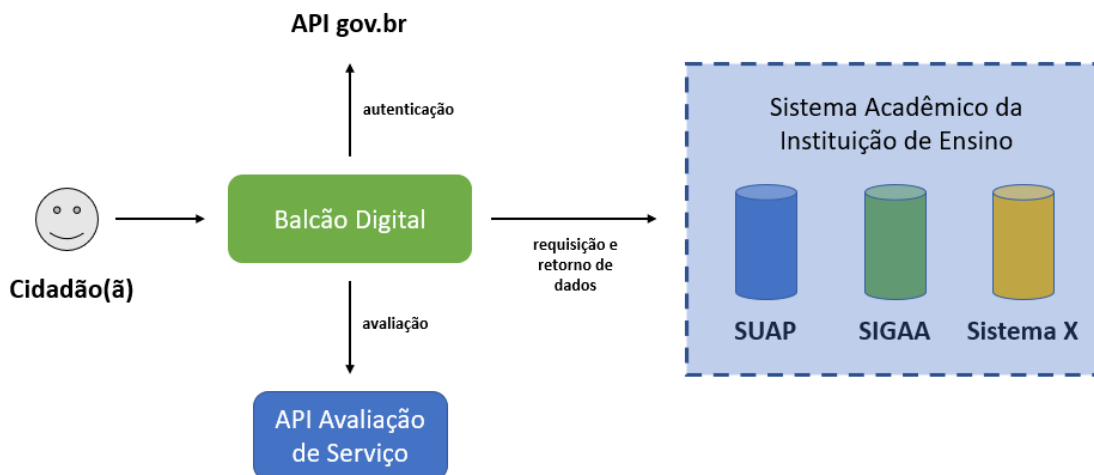 API gov.br
autenticação
Sistema Acadêmico da
Instituição de Ensino
Balcão Digital
requisição e
retorno de
dados
Cidadão(ã)
avaliação
SUAP
SIGAA
Sistema X
API Avaliação
de Serviço